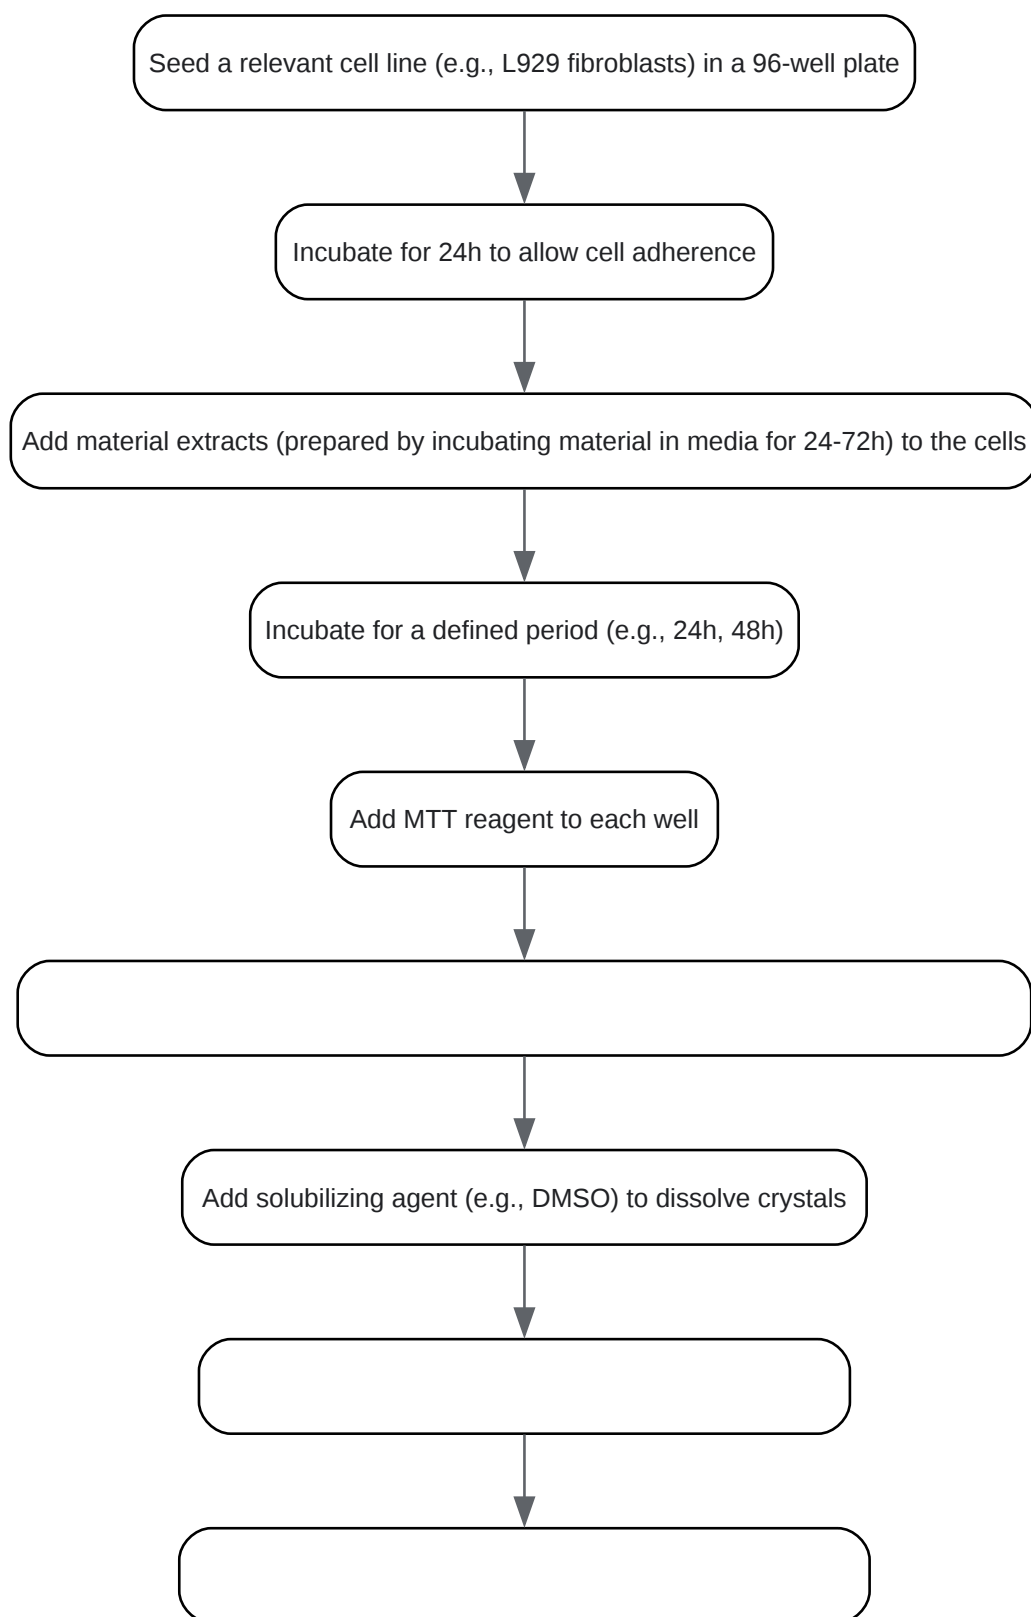 Seed a relevant cell line (e.g., L929 fibroblasts) in a 96-well plate
Incubate for 24h to allow cell adherence
Add material extracts (prepared by incubating material in media for 24-72h) to the cells
Incubate for a defined period (e.g., 24h, 48h)
Add MTT reagent to each well
Add solubilizing agent (e.g., DMSO) to dissolve crystals